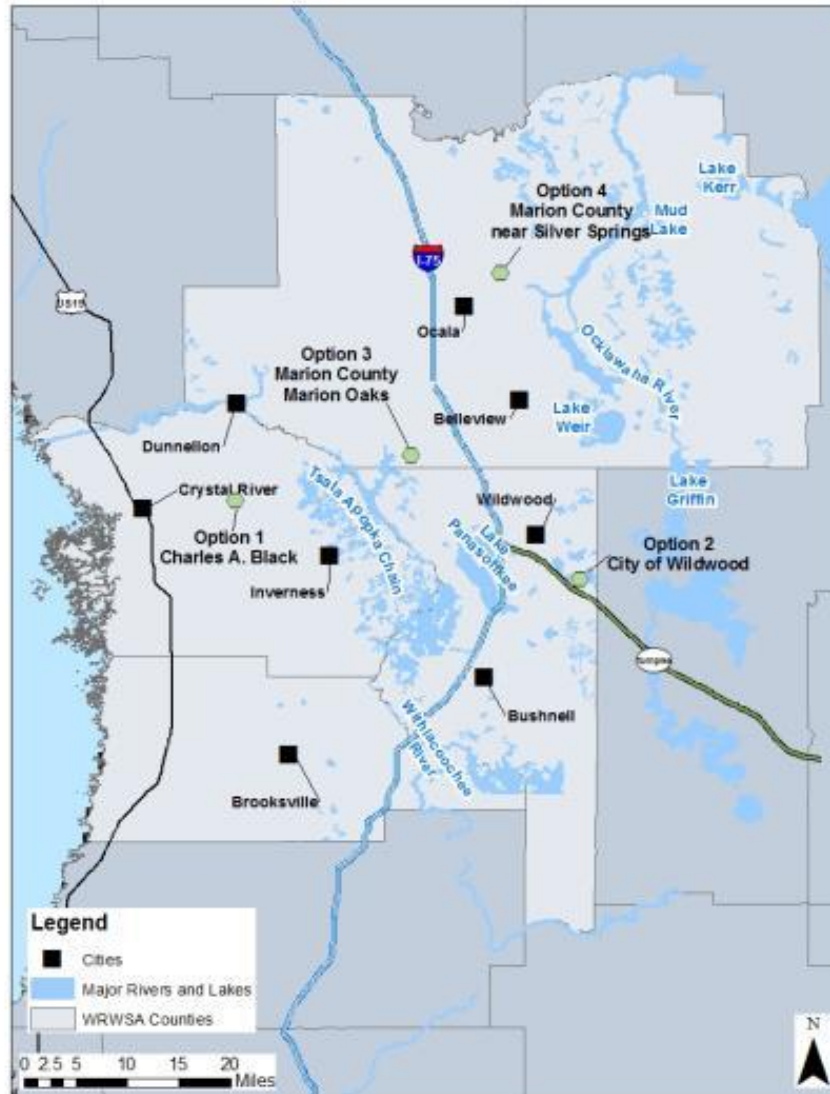 Lake
Kerr
Option 4
Marion County
near Silver Springs
Mud
Lake
I-75
US19
Ocala
Option 3
Marion County
Marion Oaks
Ocklawaha River
Belleview
Lake
Weir
Dunnellon
Lake
Griffin
Crystal River
Tsala Apopka Chain
Wildwood
Option 1
Charles A. Black
Lake
Panasoffkee
Option 2
City of Wildwood
Inverness
Turnpike
Bushnell
Withlacoochee
River
Brooksville
Legend
Cities
Major Rivers and Lakes
WRWSA Counties
N
0 2.5 5 10 15 20
Miles